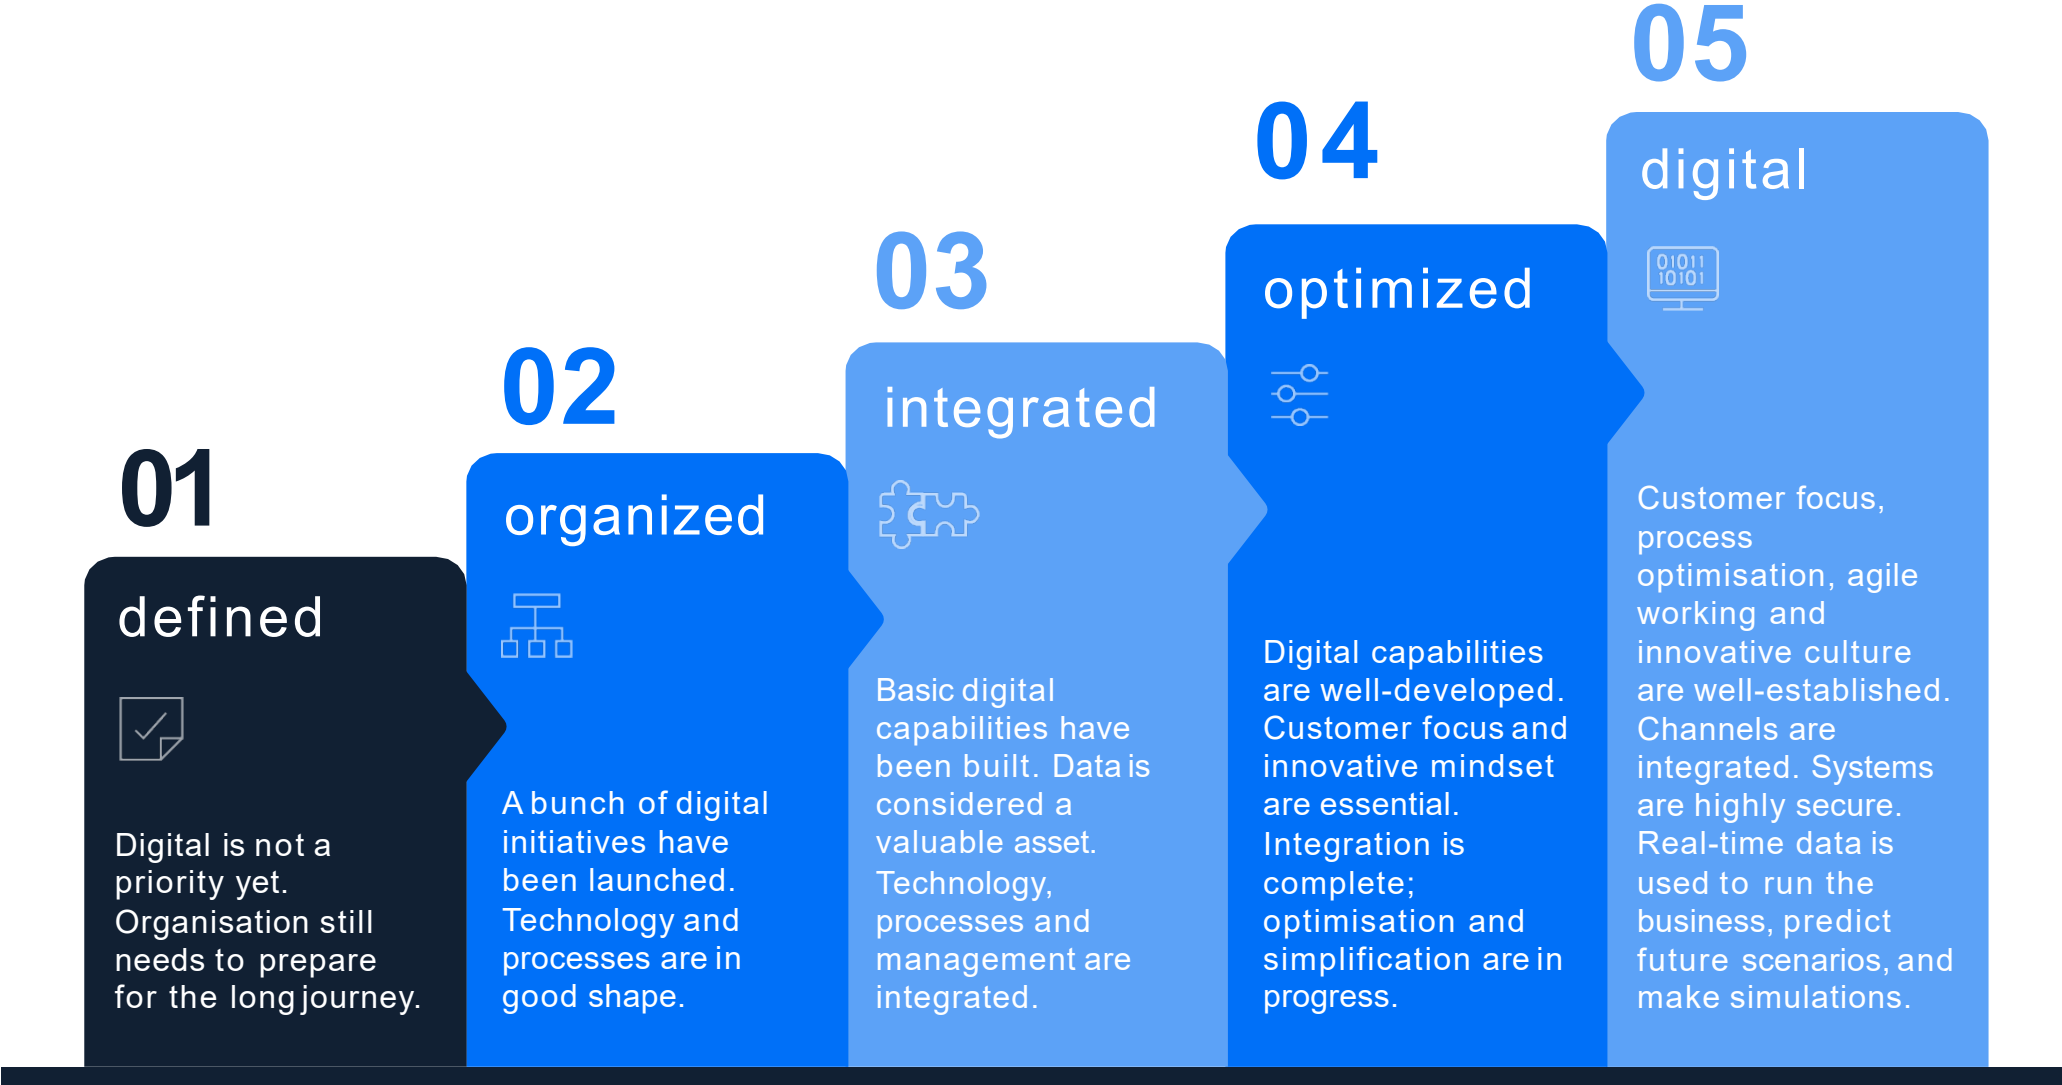 01
defined
Digital is not a
priority yet.
Organisation still
needs to prepare
for the long journey.
02
organized
A bunch of digital
initiatives have
been launched.
Technology and
processes are in
good shape.
03
integrated
Basic digital
capabilities have
been built. Data is
considered a
valuable asset.
Technology,
processes and
management are
integrated.
04
optimized
Digital capabilities
are well-developed.
Customer focus and
innovative mindset
are essential.
Integration is
complete;
optimisation and
simplification are in
progress.
05
digital
01011
10101
Customer focus,
process
optimisation, agile
working and
innovative culture
are well-established.
Channels are
integrated. Systems
are highly secure.
Real-time data is
used to run the
business, predict
future scenarios, and
make simulations.